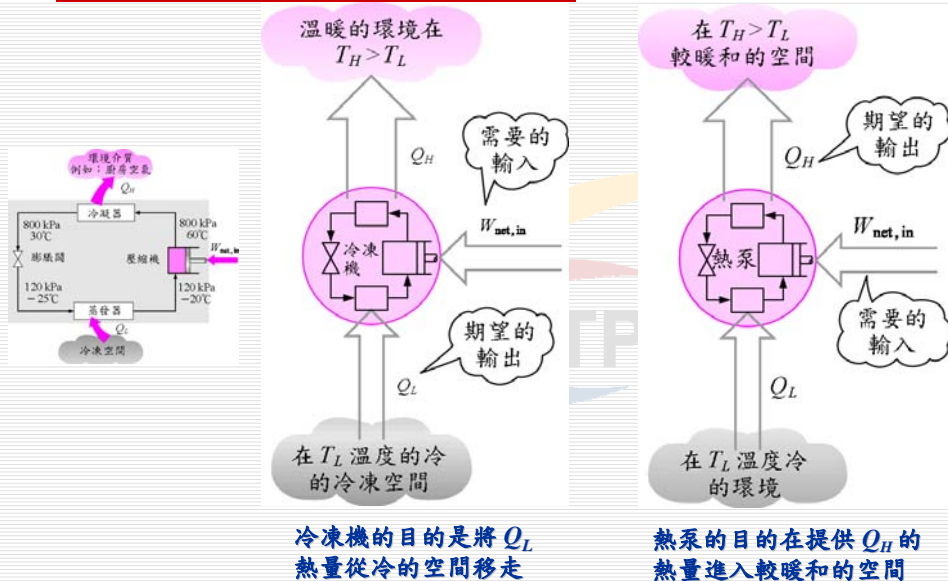 環境介質
例如：廚房空氣
Q_H
冷凝器
800 kPa
30℃
800 kPa
60℃
W_net,in
膨脹閥
壓縮機
120 kPa
−25℃
120 kPa
−20℃
蒸發器
Q_L
冷凍空間
溫暖的環境在
T_H>T_L
需要的
輸入
Q_H
W_net,in
冷凍
機
期望的
輸出
Q_L
在 T_L 溫度的冷
的冷凍空間
冷凍機的目的是將 Q_L
熱量從冷的空間移走
在 T_H>T_L
較暖和的空間
期望的
輸出
Q_H
W_net,in
熱泵
需要的
輸入
Q_L
在 T_L 溫度冷
的環境
熱泵的目的在提供 Q_H 的
熱量進入較暖和的空間
TP